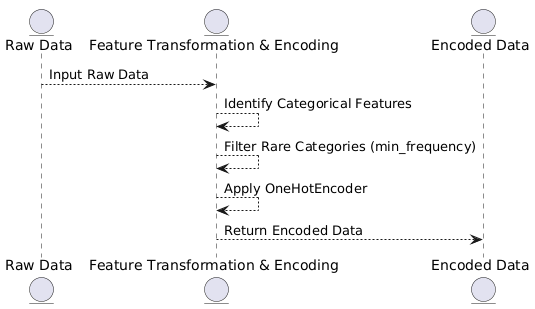 Raw Data
Feature Transformation & Encoding
Encoded Data
Input Raw Data
Identify Categorical Features
Filter Rare Categories (min_frequency)
Apply OneHotEncoder
Return Encoded Data
Raw Data
Feature Transformation & Encoding
Encoded Data